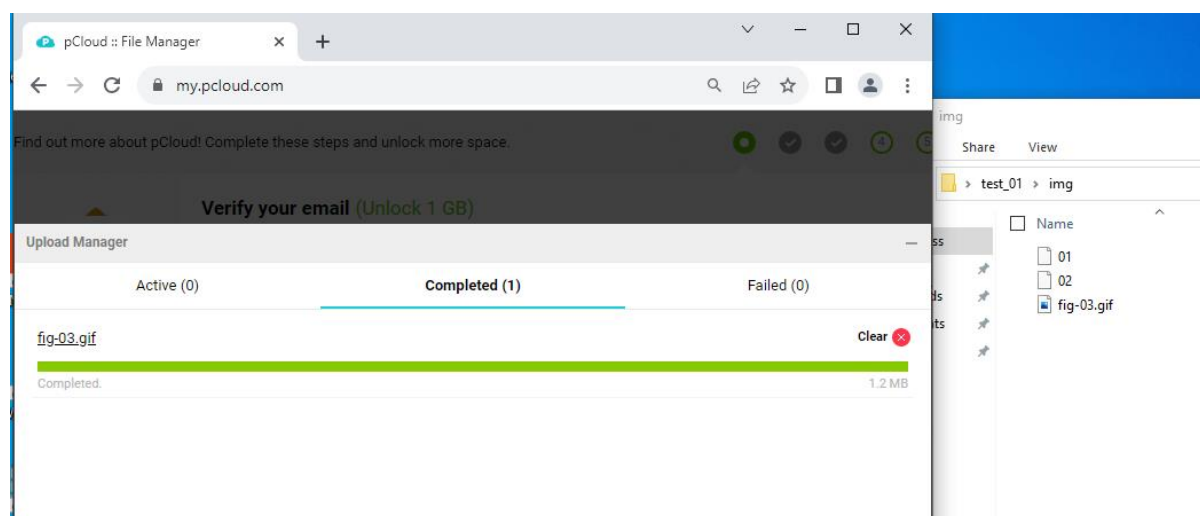 pCloud :: File Manager
my.pcloud.com
Find out more about pCloud! Complete these steps and unlock more space.
4
5
Verify your email (Unlock 1 GB)
Upload Manager
Active (0)
Completed (1)
Failed (0)
fig-03.gif
Clear
Completed.
1.2 MB
img
Share View
test_01 > img
Name
ss
01
02
ds
fig-03.gif
ts